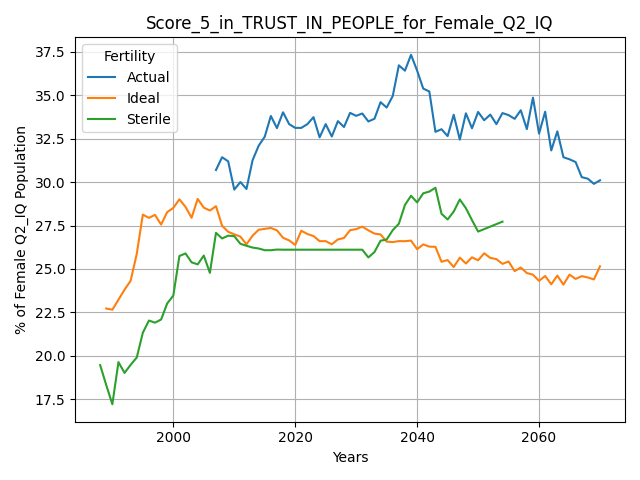 Score_5_in_TRUST_IN_PEOPLE_for_Female_Q2_IQ
Fertility
Actual
Ideal
Sterile
% of Female Q2_IQ Population
37.5
35.0
32.5
30.0
27.5
25.0
22.5
20.0
17.5
2000
2020
2040
2060
Years